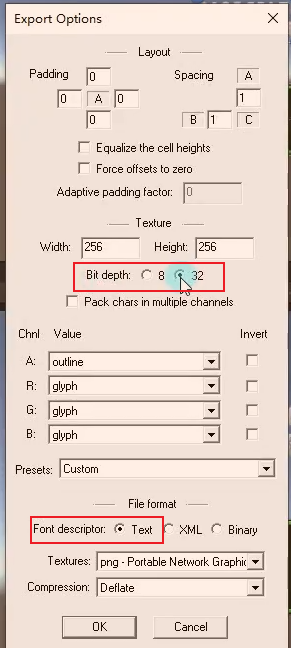 Export Options
Layout
Padding 0 Spacing A
0 A 0 1
0 B 1 C
Equalize the cell heights
Force offsets to zero
Adaptive padding factor: 0
Texture
Width: 256 Height: 256
Bit depth: 8 32
Pack chars in multiple channels
Chnl Value Invert
A: outline
R: glyph
G: glyph
B: glyph
Presets: Custom
File format
Font descriptor: Text XML Binary
Textures: png - Portable Network Graphic
Compression: Deflate
OK Cancel